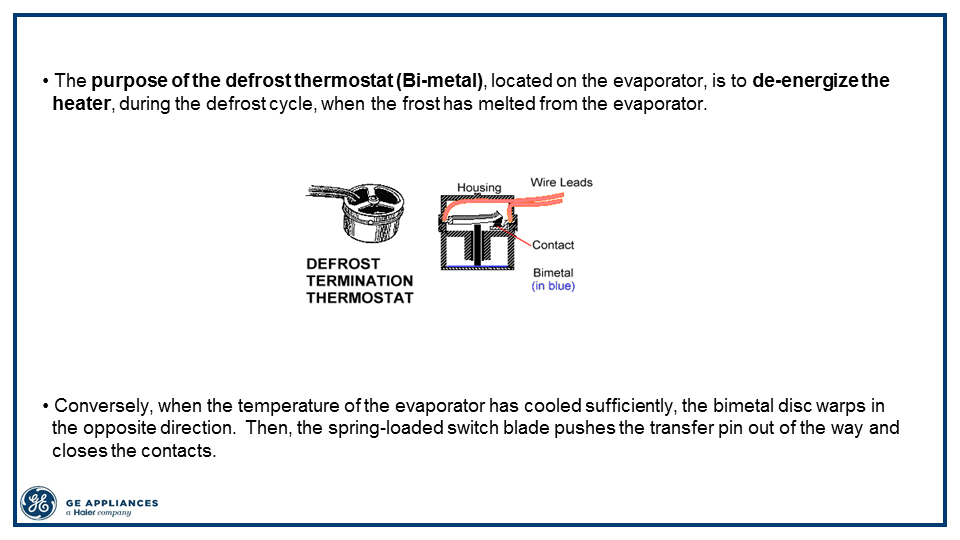 • The purpose of the defrost thermostat (Bi-metal), located on the evaporator, is to de-energize the
heater, during the defrost cycle, when the frost has melted from the evaporator.
Housing
Wire Leads
Contact
Bimetal
(in blue)
DEFROST
TERMINATION
THERMOSTAT
• Conversely, when the temperature of the evaporator has cooled sufficiently, the bimetal disc warps in
the opposite direction.  Then, the spring-loaded switch blade pushes the transfer pin out of the way and
closes the contacts.
GE APPLIANCES
a Haier company